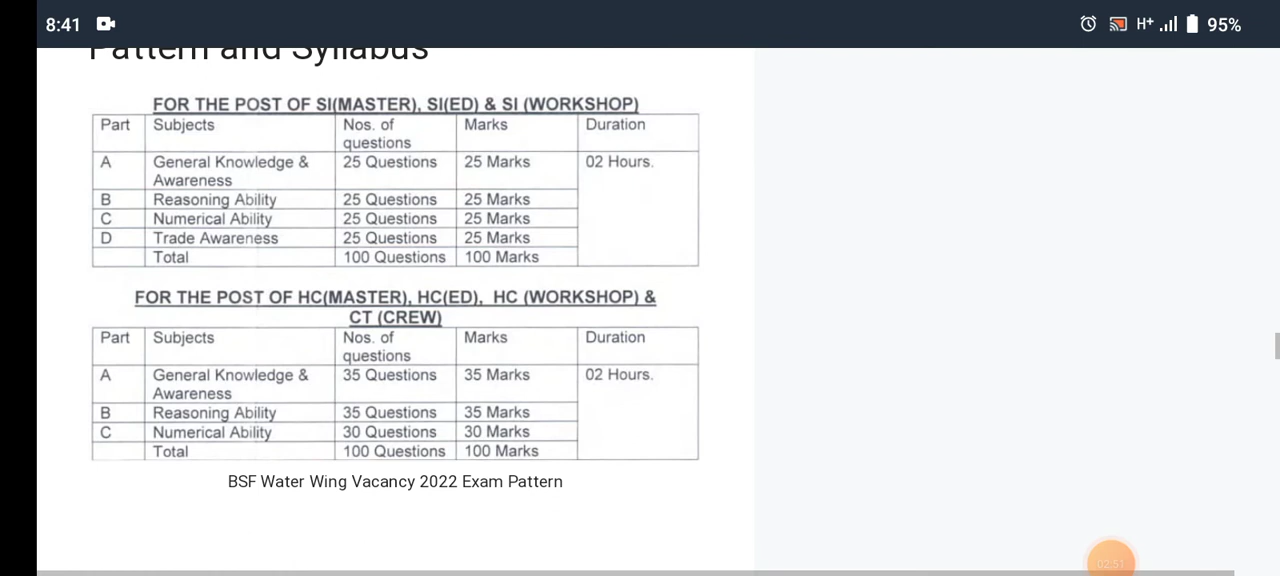 8:41 H+ 95%
Pattern and Syllabus
FOR THE POST OF SI(MASTER), SI(ED) & SI (WORKSHOP)
Part Subjects Nos. of questions Marks Duration
A General Knowledge & Awareness 25 Questions 25 Marks 02 Hours.
B Reasoning Ability 25 Questions 25 Marks
C Numerical Ability 25 Questions 25 Marks
D Trade Awareness 25 Questions 25 Marks
Total 100 Questions 100 Marks
FOR THE POST OF HC(MASTER), HC(ED), HC (WORKSHOP) &
CT (CREW)
Part Subjects Nos. of questions Marks Duration
A General Knowledge & Awareness 35 Questions 35 Marks 02 Hours.
B Reasoning Ability 35 Questions 35 Marks
C Numerical Ability 30 Questions 30 Marks
Total 100 Questions 100 Marks
BSF Water Wing Vacancy 2022 Exam Pattern
02:51